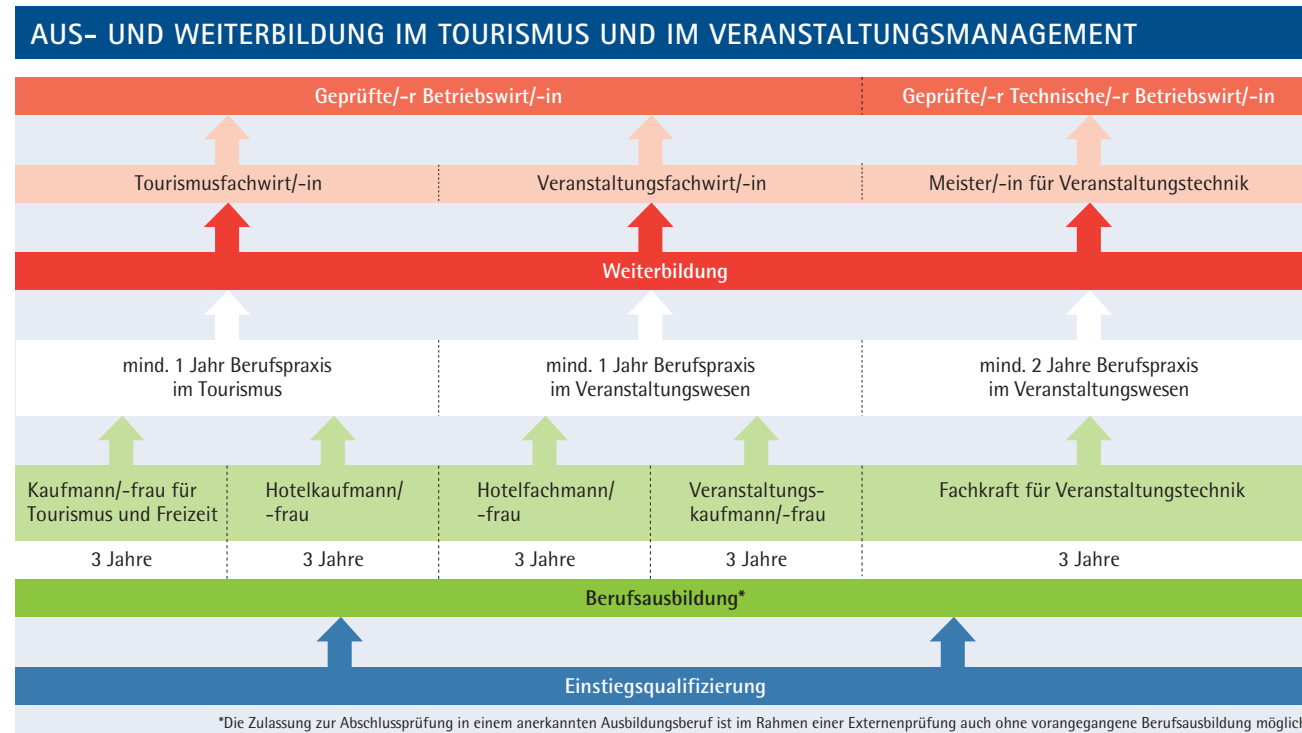 AUS- UND WEITERBILDUNG IM TOURISMUS UND IM VERANSTALTUNGSMANAGEMENT
Geprüfte/-r Betriebswirt/-in
Geprüfte/-r Technische/-r Betriebswirt/-in
Tourismusfachwirt/-in
Veranstaltungsfachwirt/-in
Meister/-in für Veranstaltungstechnik
Weiterbildung
mind. 1 Jahr Berufspraxis
im Tourismus
mind. 1 Jahr Berufspraxis
im Veranstaltungswesen
mind. 2 Jahre Berufspraxis
im Veranstaltungswesen
Kaufmann/-frau für
Tourismus und Freizeit
Hotelkaufmann/
-frau
Hotelfachmann/
-frau
Veranstaltungs-
kaufmann/-frau
Fachkraft für Veranstaltungstechnik
3 Jahre
3 Jahre
3 Jahre
3 Jahre
3 Jahre
Berufsausbildung*
Einstiegsqualifizierung
*Die Zulassung zur Abschlussprüfung in einem anerkannten Ausbildungsberuf ist im Rahmen einer Externenprüfung auch ohne vorangegangene Berufsausbildung möglich